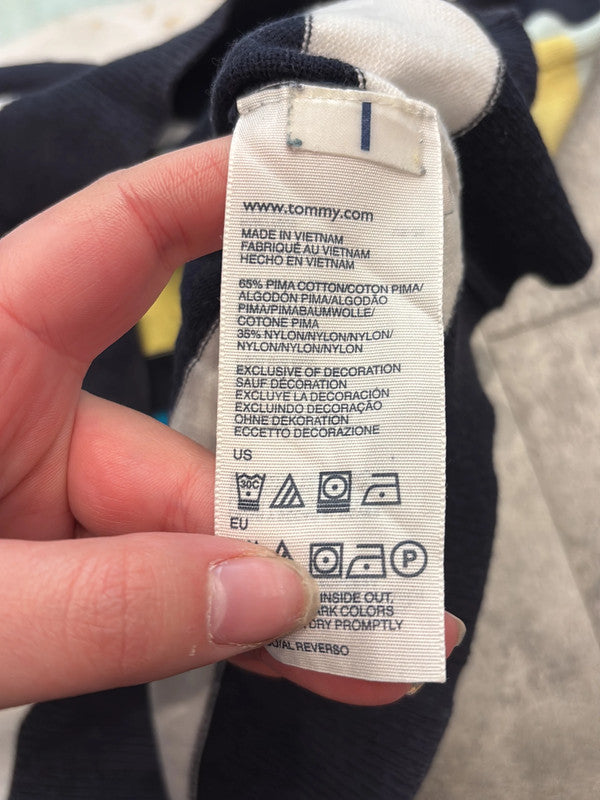 www.tommy.com
MADE IN VIETNAM
FABRIQUÉ AU VIETNAM
HECHO EN VIETNAM
65% PIMA COTTON/COTON PIMA/
ALGODÓN PIMA/ALGODÃO
PIMA/PIMABAUMWOLLE/
COTONE PIMA
35% NYLON/NYLON/NYLON/
NYLON/NYLON/NYLON
EXCLUSIVE OF DECORATION
SAUF DÉCORATION
EXCLUYE LA DECORACIÓN
EXCLUINDO DECORAÇÃO
OHNE DEKORATION
ECCETTO DECORAZIONE
US
30C
EU
P
INSIDE OUT,
COLORS
DRY PROMPTLY
AL REVERSO